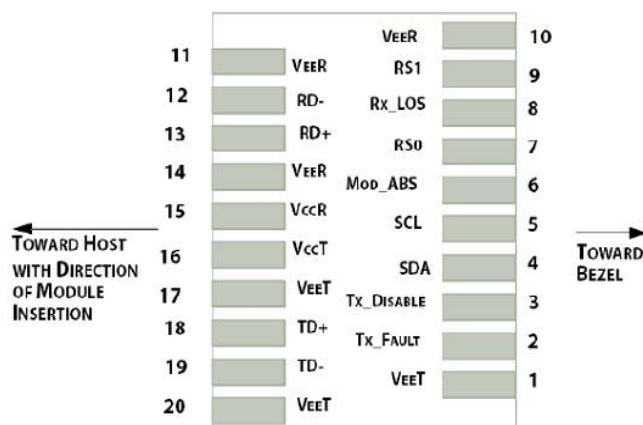 VEER 10
11 VEER
RS1 9
12 RD-
Rx_LOS 8
13 RD+
RS0 7
14 VEER
MOD_ABS 6
15 VCCR
SCL 5
16 VCCT
SDA 4
17 VEET
TX_DISABLE 3
18 TD+
TX_FAULT 2
19 TD-
VEET 1
20 VEET
TOWARD HOST
WITH DIRECTION
OF MODULE
INSERTION
TOWARD
BEZEL